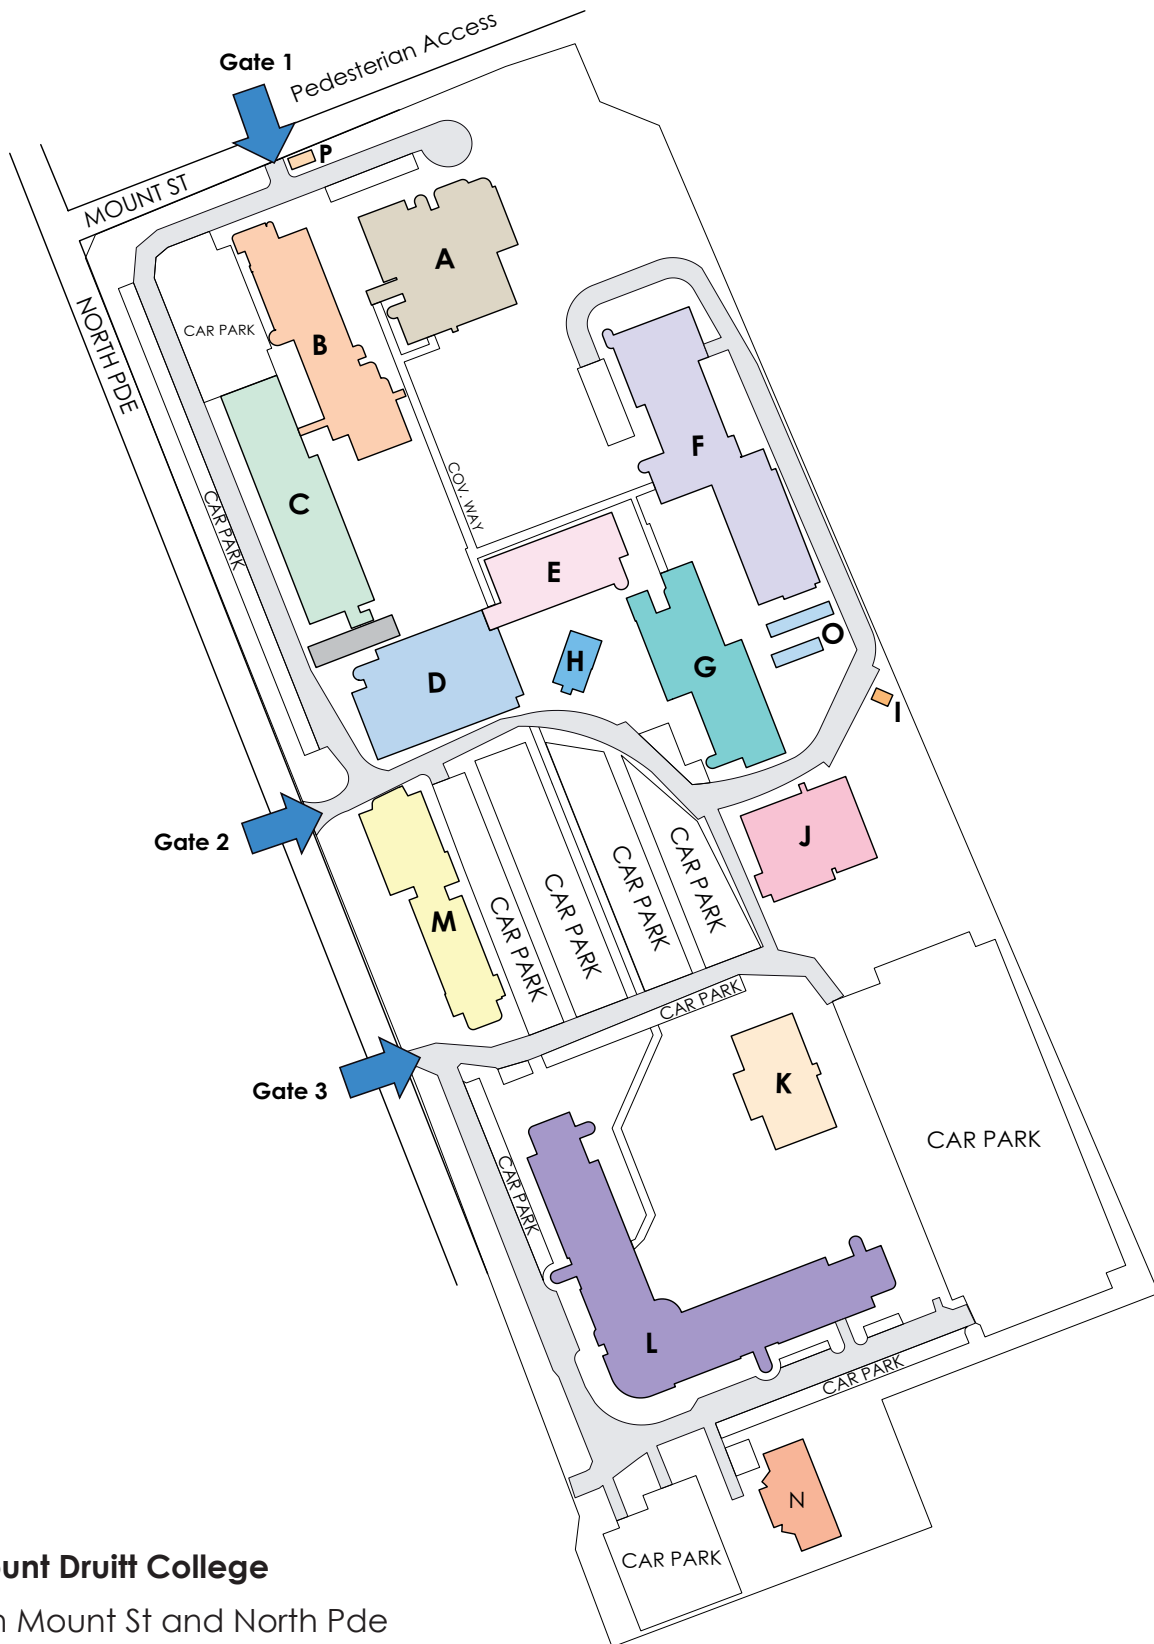 Gate 1
Pedesterian Access
P
MOUNT ST
A
NORTH PDE
CAR PARK
B
F
COV. WAY
CAR PARK
C
E
O
H
G
D
I
Gate 2
J
CAR PARK
CAR PARK
CAR PARK
CAR PARK
M
CAR PARK
Gate 3
K
CAR PARK
CAR PARK
L
CAR PARK
N
CAR PARK
Druitt College
Mount St and North Pde